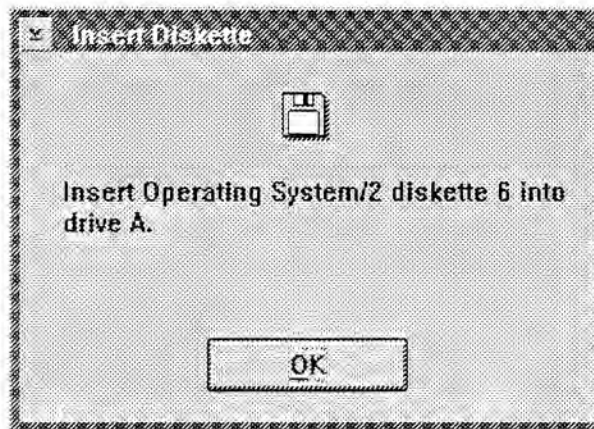 Insert Diskette
Insert Operating System/2 diskette 6 into
drive A.
OK